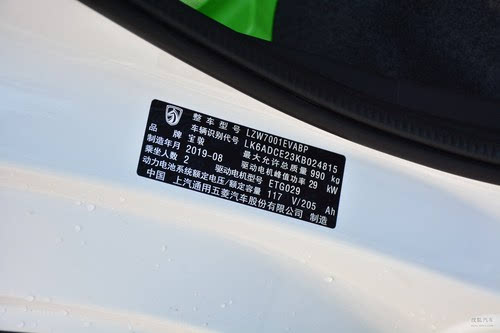 整车型号 LZW7001EVABP
车辆识别代号 LK6ADCE23KB024815
品牌 宝骏 最大允许总质量 990 kg
制造年月 2019-08 驱动电机峰值功率 29 kW
乘坐人数 2 驱动电机型号 ETG029
动力电池系统额定电压/额定容量 117 V/205 Ah
中国 上汽通用五菱汽车股份有限公司 制造
搜狐汽车